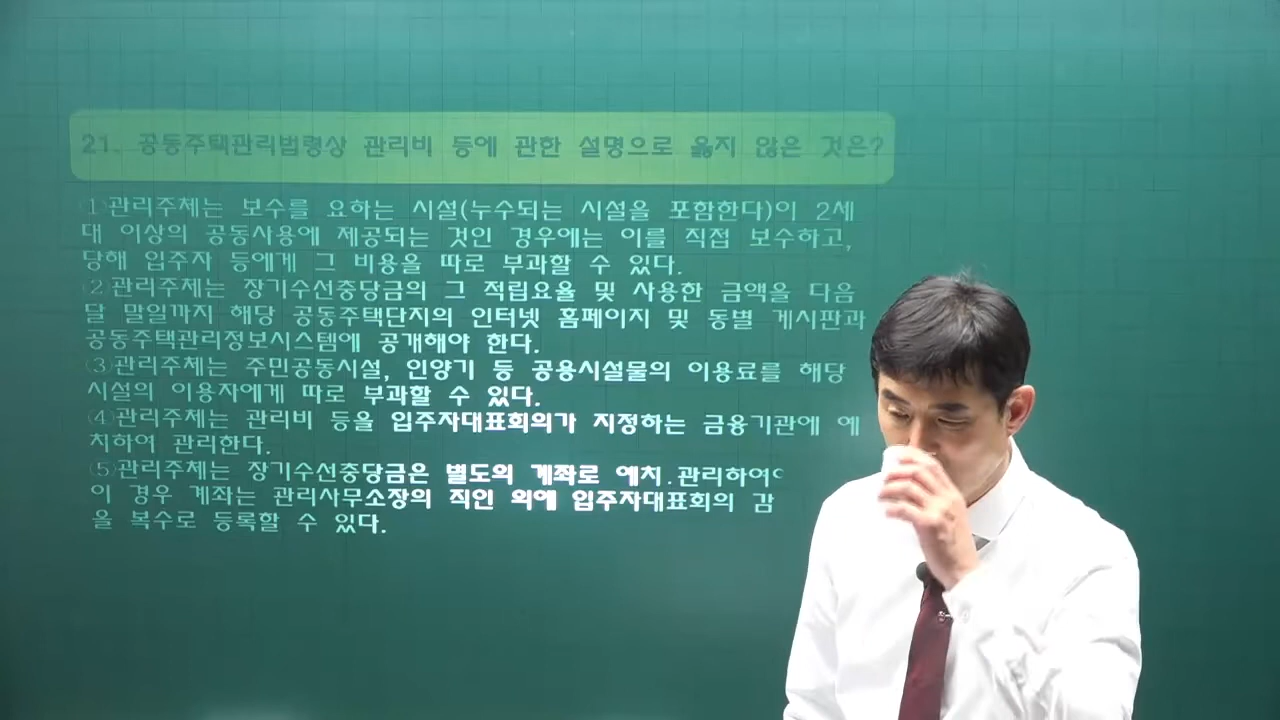 21. 공동주택관리법령상 관리비 등에 관한 설명으로 옳지 않은 것은?
①관리주체는 보수를 요하는 시설(누수되는 시설을 포함한다)이 2세
대 이상의 공동사용에 제공되는 것인 경우에는 이를 직접 보수하고,
당해 입주자 등에게 그 비용을 따로 부과할 수 있다.
②관리주체는 장기수선충당금의 그 적립요율 및 사용한 금액을 다음
달 말일까지 해당 공동주택단지의 인터넷 홈페이지 및 동별 게시판과
공동주택관리정보시스템에 공개해야 한다.
③관리주체는 주민공동시설, 인양기 등 공용시설물의 이용료를 해당
시설의 이용자에게 따로 부과할 수 있다.
④관리주체는 관리비 등을 입주자대표회의가 지정하는 금융기관에 예
치하여 관리한다.
⑤관리주체는 장기수선충당금은 별도의 계좌로 예치.관리하여
이 경우 계좌는 관리사무소장의 직인 외에 입주자대표회의 감
을 복수로 등록할 수 있다.